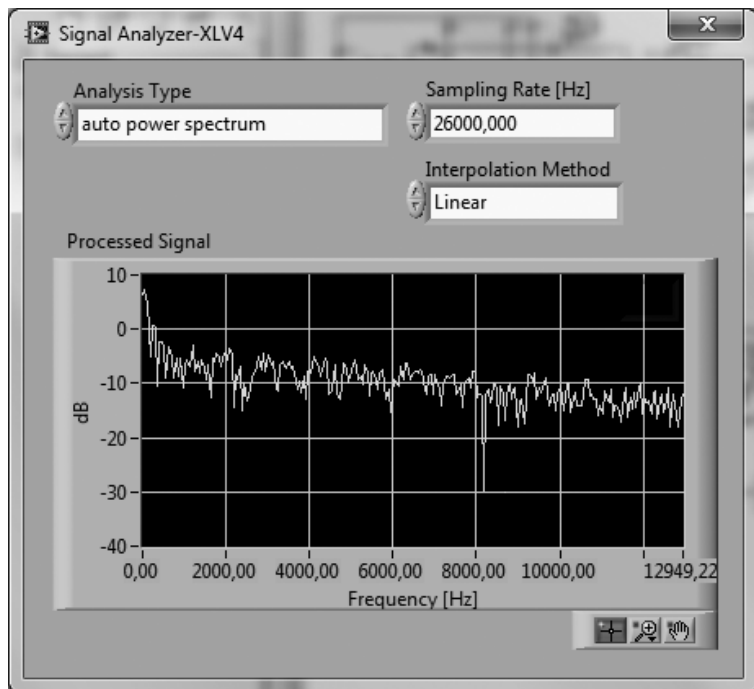 Signal Analyzer-XLV4
Analysis Type
auto power spectrum
Sampling Rate [Hz]
26000,000
Interpolation Method
Linear
Processed Signal
10
0
-10
-20
-30
-40
dB
0,00 2000,00 4000,00 6000,00 8000,00 10000,00 12949,22
Frequency [Hz]